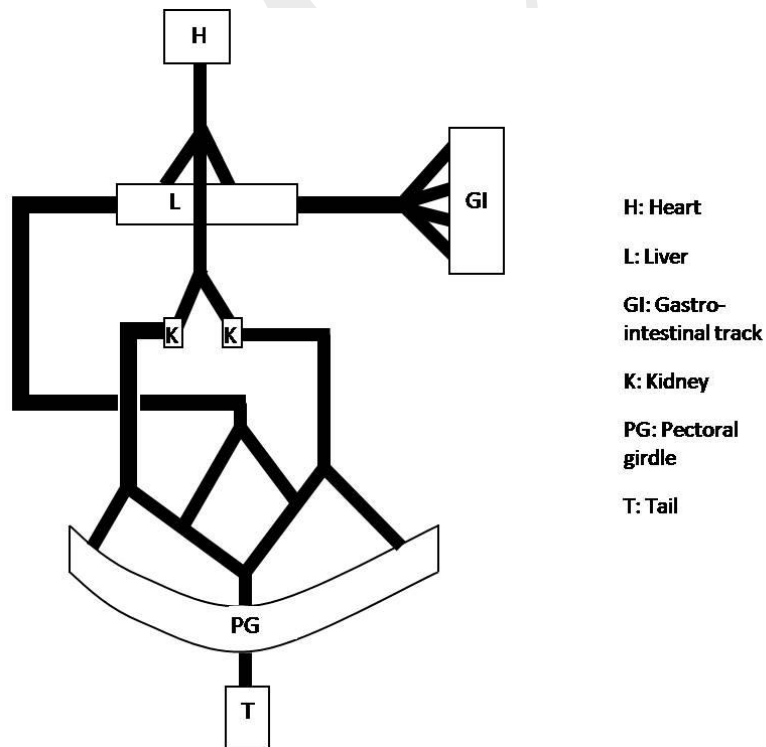 H
L
GI
K
K
PG
T
H: Heart
L: Liver
GI: Gastro-
intestinal track
K: Kidney
PG: Pectoral
girdle
T: Tail